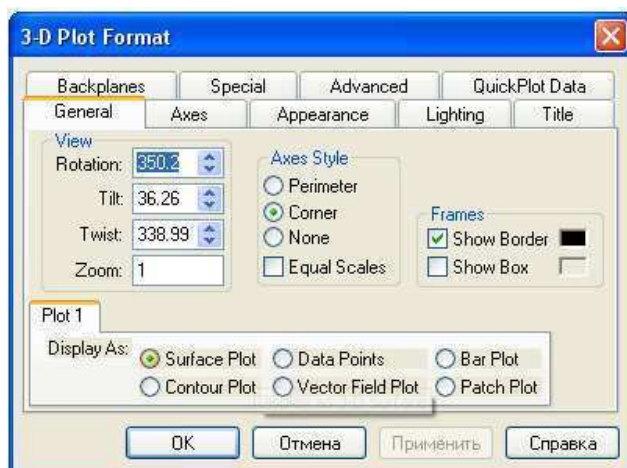 3-D Plot Format
Backplanes Special Advanced QuickPlot Data
General Axes Appearance Lighting Title
View
Rotation: 350.2
Tilt: 36.26
Twist: 338.99
Zoom: 1
Axes Style
Perimeter
Corner
None
Equal Scales
Frames
Show Border
Show Box
Plot 1
Display As: Surface Plot Data Points Bar Plot
Contour Plot Vector Field Plot Patch Plot
OK Отмена Применить Справка